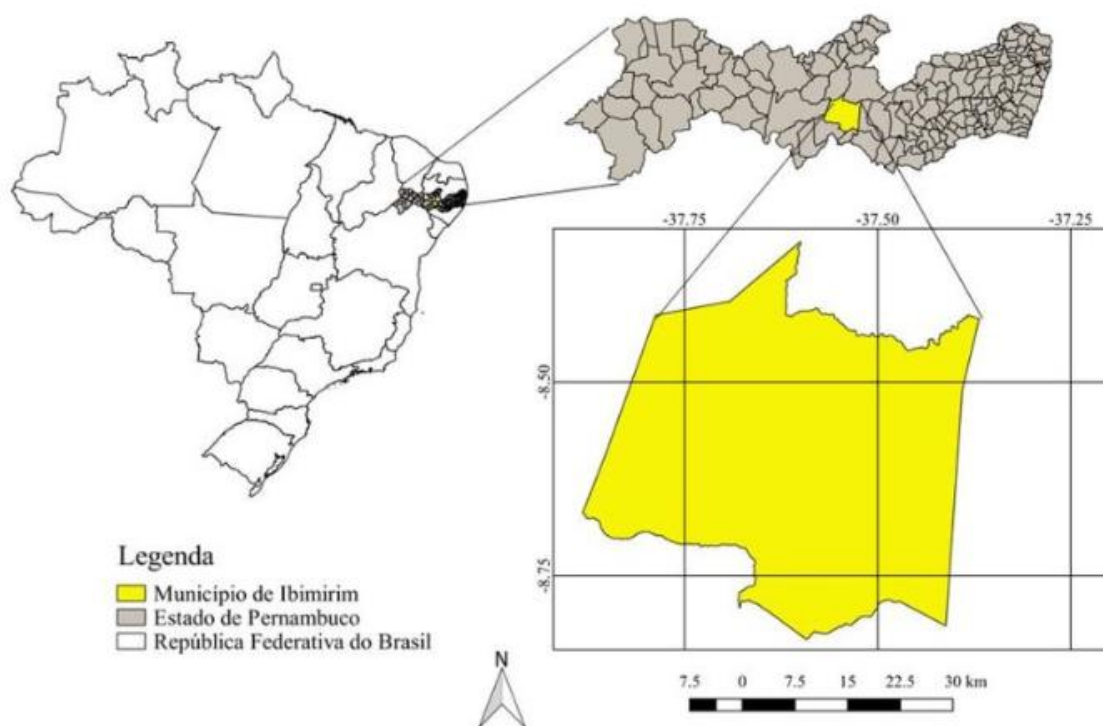 -37.75 -37.50 -37.25
-8.50
-8.75
Legenda
Município de Ibimirim
Estado de Pernambuco
República Federativa do Brasil
N
7.5 0 7.5 15 22.5 30 km